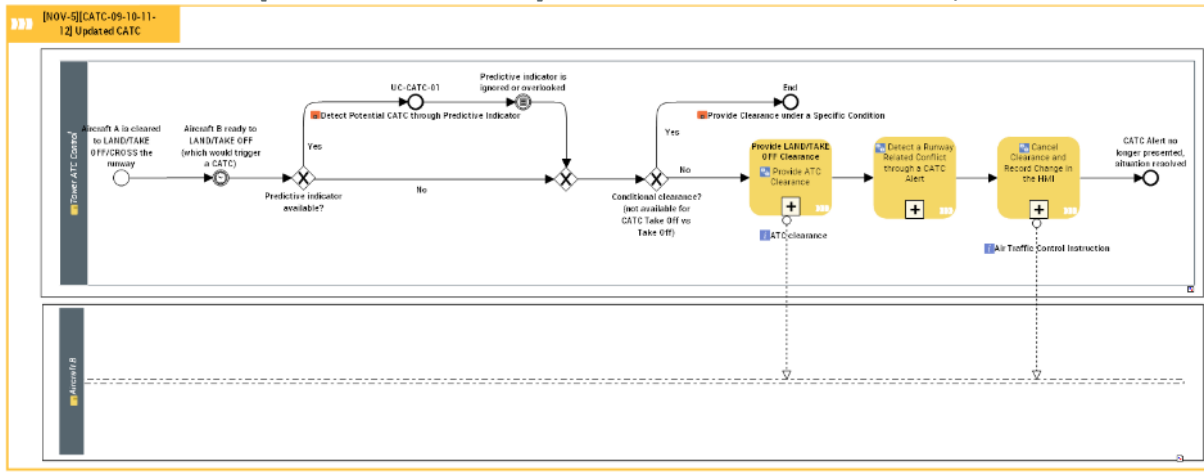 [NOV-5][CATC-09-10-11-
12] Updated CATC
Tower ATC Control
Aircraft A is cleared
to LAND/TAKE
OFF/CROSS the
runway
Aircraft B ready to
LAND/TAKE OFF
(which would trigger
a CATC)
Predictive indicator
available?
Yes
No
UC-CATC-01
Detect Potential CATC through Predictive Indicator
Predictive indicator is
ignored or overlooked
Conditional clearance?
(not available for
CATC Take Off vs
Take Off)
Yes
No
End
Provide Clearance under a Specific Condition
Provide LAND/TAKE
OFF Clearance
Provide ATC
Clearance
ATC clearance
Detect a Runway
Related Conflict
through a CATC
Alert
Cancel
Clearance and
Record Change in
the HMI
Air Traffic Control Instruction
CATC Alert no
longer presented,
situation resolved
Aircraft B